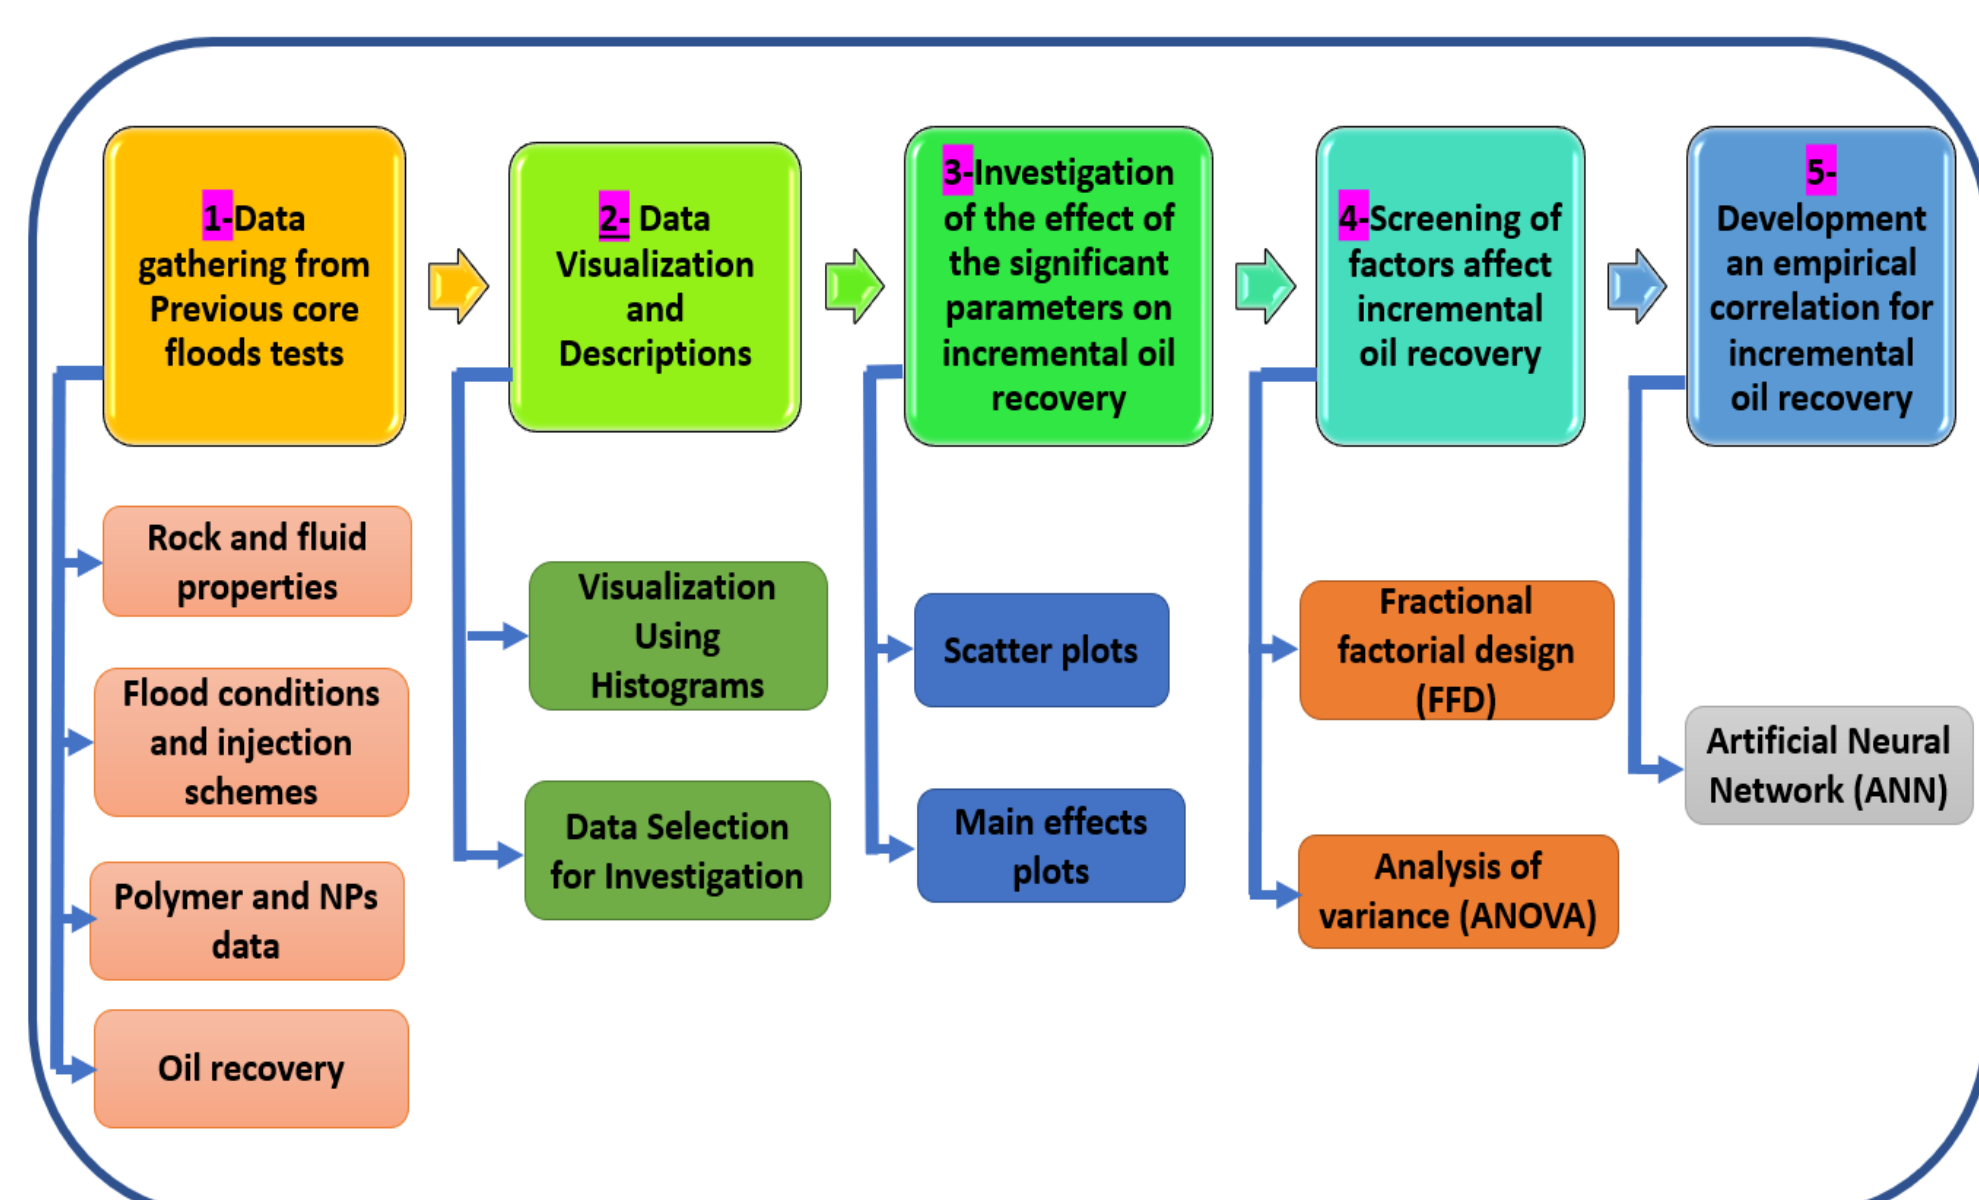 1-Data
gathering from
Previous core
floods tests
2- Data
Visualization
and
Descriptions
3-Investigation
of the effect of
the significant
parameters on
incremental oil
recovery
4-Screening of
factors affect
incremental
oil recovery
5-
Development
an empirical
correlation for
incremental
oil recovery
Rock and fluid
properties
Flood conditions
and injection
schemes
Polymer and NPs
data
Oil recovery
Visualization
Using
Histograms
Data Selection
for Investigation
Scatter plots
Main effects
plots
Fractional
factorial design
(FFD)
Analysis of
variance (ANOVA)
Artificial Neural
Network (ANN)